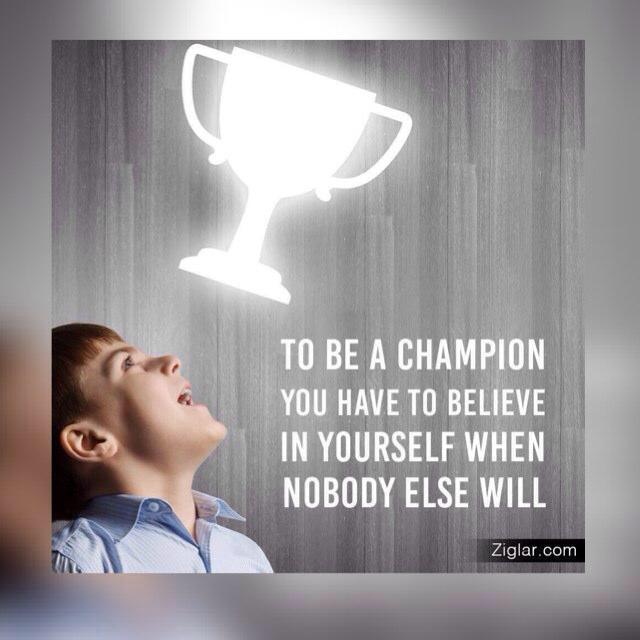 TO BE A CHAMPION
YOU HAVE TO BELIEVE
IN YOURSELF WHEN
NOBODY ELSE WILL
Ziglar.com